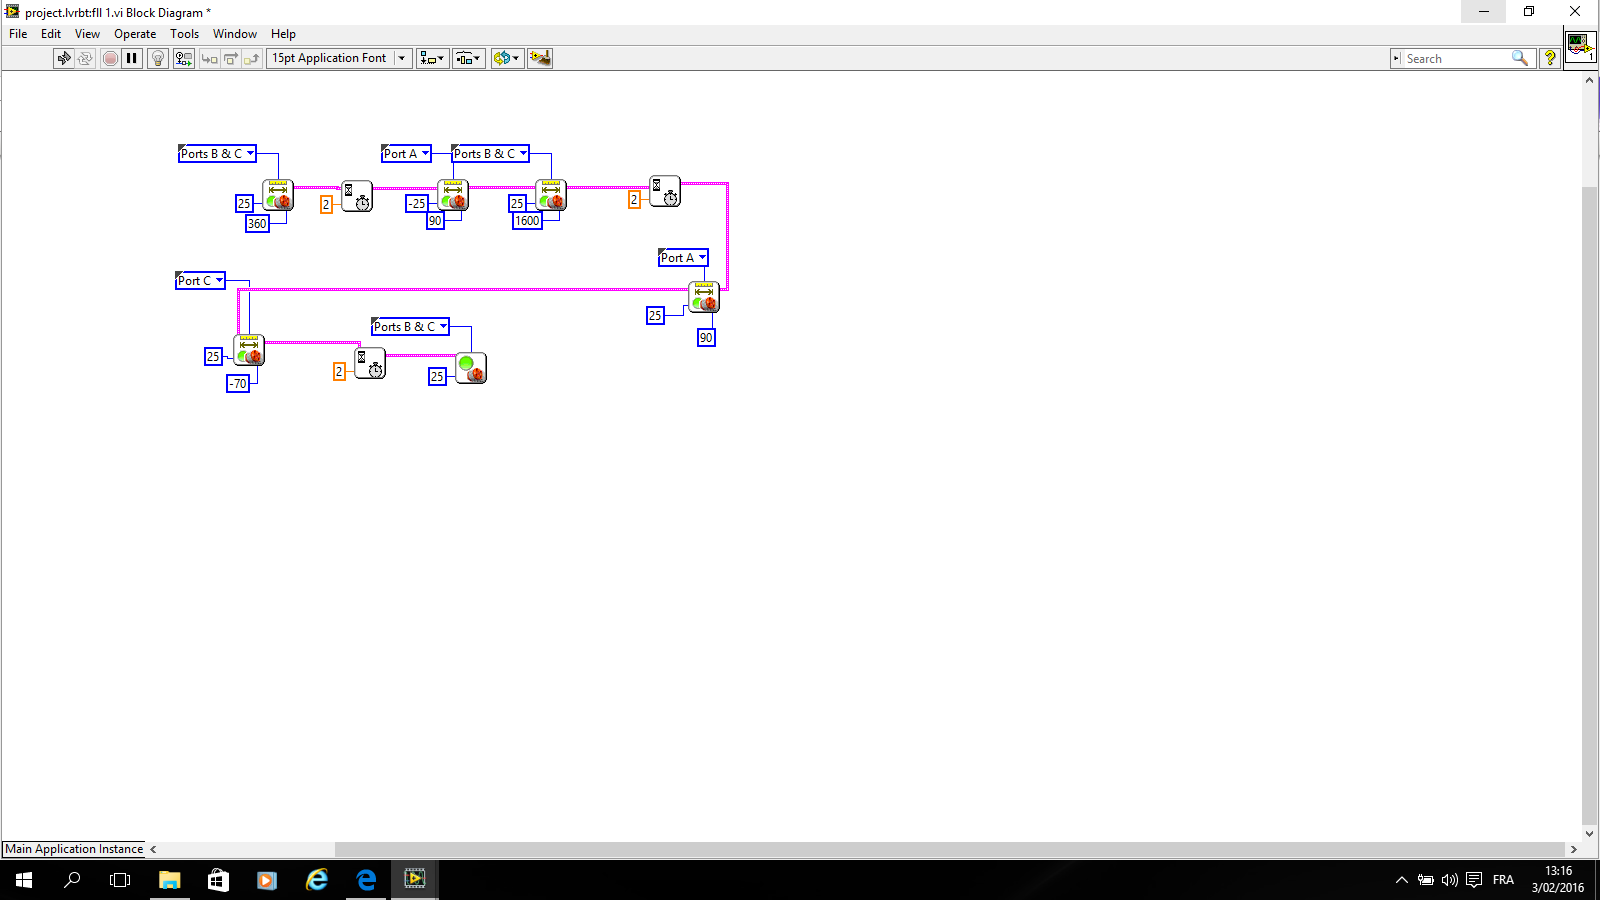 project.lvrbt:fll 1.vi Block Diagram *
File Edit View Operate Tools Window Help
15pt Application Font
Search
?
1
Ports B & C
Port A
Ports B & C
25
360
2
-25
90
25
1600
2
Port A
25
90
Port C
25
-70
Ports B & C
2
25
Main Application Instance
FRA
13:16
3/02/2016